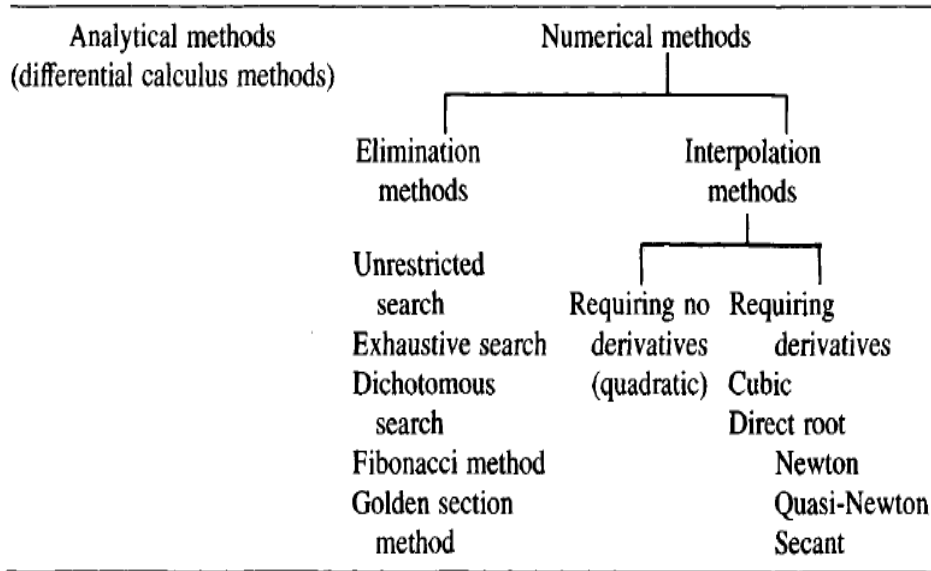 Analytical methods
(differential calculus methods)
Numerical methods
Elimination
methods
Unrestricted
search
Exhaustive search
Dichotomous
search
Fibonacci method
Golden section
method
Interpolation
methods
Requiring no
derivatives
(quadratic)
Requiring
derivatives
Cubic
Direct root
Newton
Quasi-Newton
Secant